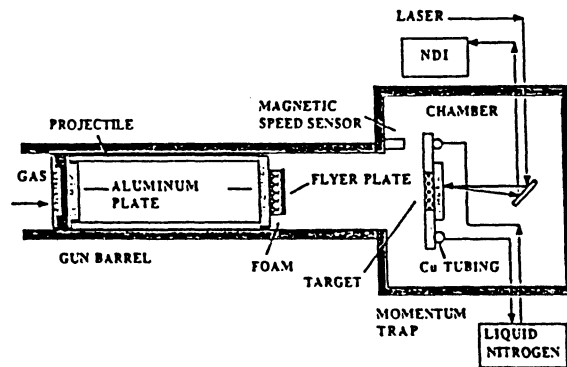 LASER
NDI
CHAMBER
MAGNETIC
SPEED SENSOR
PROJECTILE
GAS
ALUMINUM
PLATE
FLYER PLATE
GUN BARREL
FOAM
TARGET
Cu TUBING
MOMENTUM
TRAP
LIQUID
NITROGEN